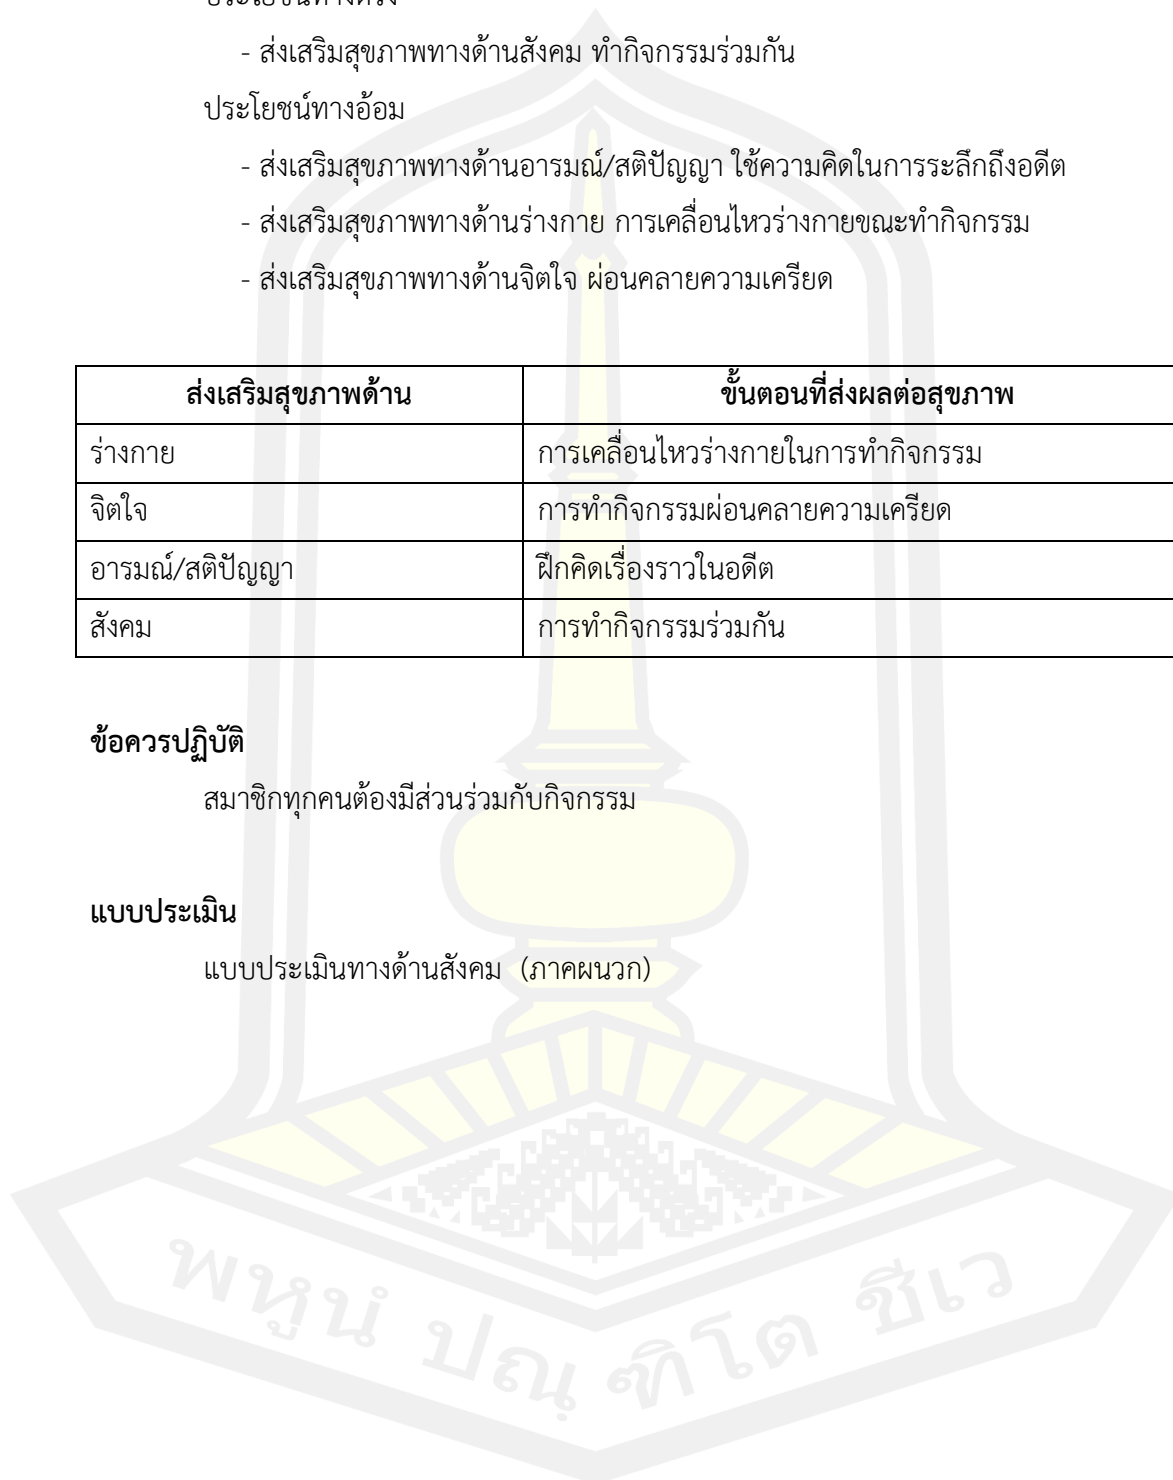 - ส่งเสริมสุขภาพทางด้านสังคม ทำกิจกรรมร่วมกัน
ประโยชน์ทางอ้อม
- ส่งเสริมสุขภาพทางด้านอารมณ์/สติปัญญา ใช้ความคิดในการระลึกถึงอดีต
- ส่งเสริมสุขภาพทางด้านร่างกาย การเคลื่อนไหวร่างกายขณะทำกิจกรรม
- ส่งเสริมสุขภาพทางด้านจิตใจ ผ่อนคลายความเครียด
ส่งเสริมสุขภาพด้าน ขั้นตอนที่ส่งผลต่อสุขภาพ
ร่างกาย การเคลื่อนไหวร่างกายในการทำกิจกรรม
จิตใจ การทำกิจกรรมผ่อนคลายความเครียด
อารมณ์/สติปัญญา ฝึกคิดเรื่องราวในอดีต
สังคม การทำกิจกรรมร่วมกัน
ข้อควรปฏิบัติ
สมาชิกทุกคนต้องมีส่วนร่วมกับกิจกรรม
แบบประเมิน
แบบประเมินทางด้านสังคม (ภาคผนวก)
พหูนํ ปณฺฑิโต ชีเว